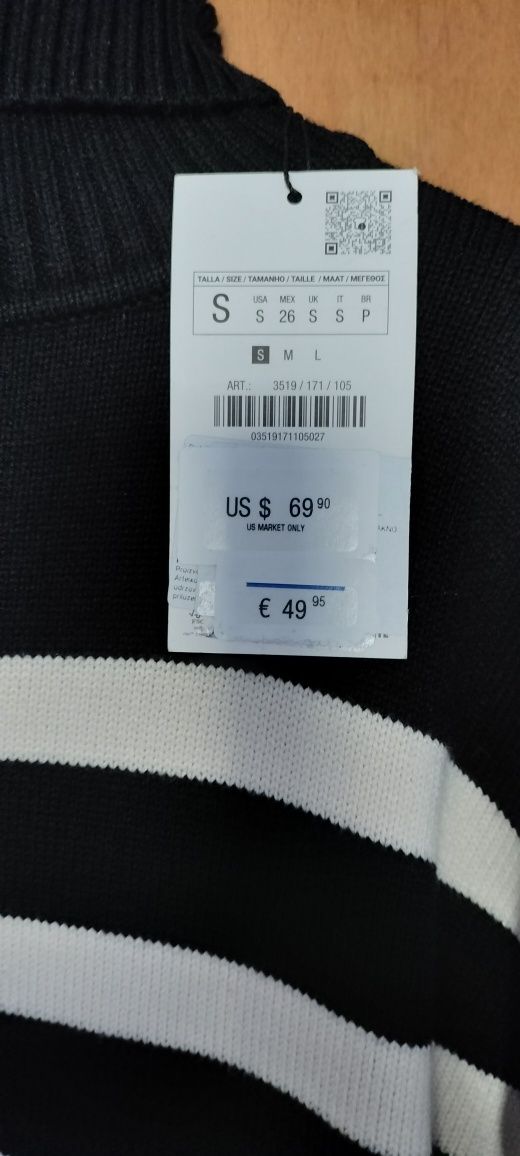 TALLA / SIZE / TAMANHO / TAILLE / MAAT / ΜΕΓΕΘΟΣ
S
USA MEX UK IT BR
S 26 S S P
S M L
ART.: 3519 / 171 / 105
03519171105027
US $ 69 90
US MARKET ONLY
€ 49 95